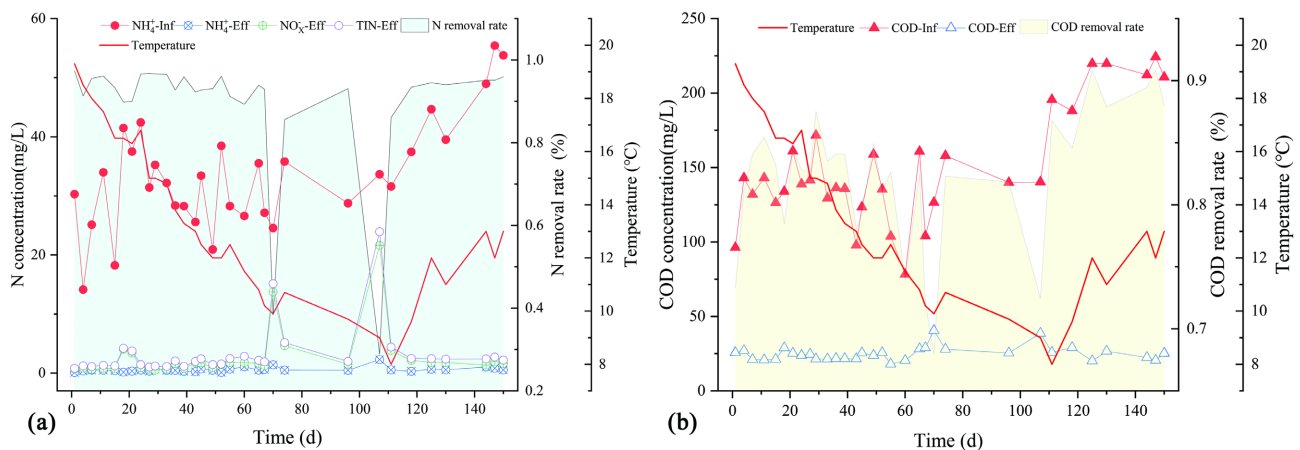 NH₄⁺-Inf NH₄⁺-Eff NOₓ⁻-Eff TIN-Eff N removal rate
Temperature
60
40
20
0
N concentration(mg/L)
1.0
0.8
0.6
0.4
0.2
N removal rate (%)
20
18
16
14
12
10
8
Temperature (℃)
0 20 40 60 80 100 120 140
Time (d)
(a)
Temperature COD-Inf COD-Eff COD removal rate
250
200
150
100
50
0
COD concentration(mg/L)
0.9
0.8
0.7
COD removal rate (%)
20
18
16
14
12
10
8
Temperature (℃)
0 20 40 60 80 100 120 140
Time (d)
(b)